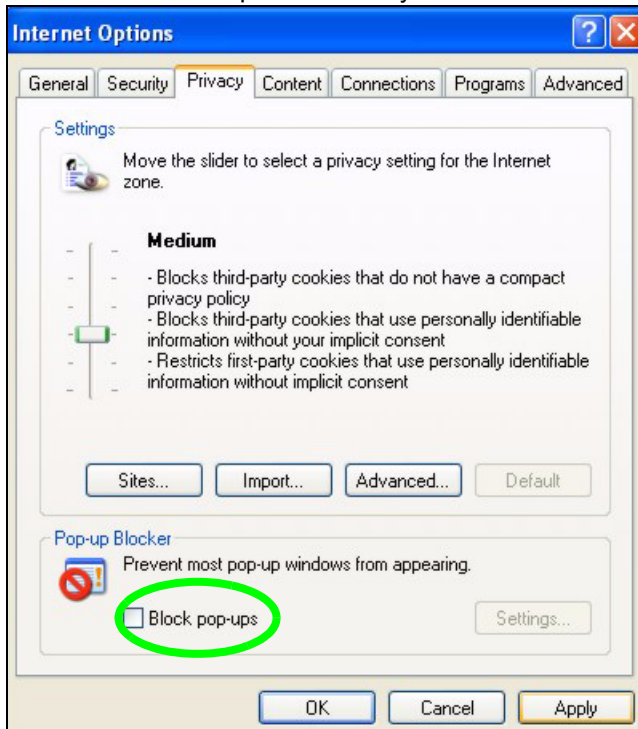 Internet Options
General Security Privacy Content Connections Programs Advanced
Settings
Move the slider to select a privacy setting for the Internet
zone.
Medium
- Blocks third-party cookies that do not have a compact
privacy policy
- Blocks third-party cookies that use personally identifiable
information without your implicit consent
- Restricts first-party cookies that use personally identifiable
information without implicit consent
Sites... Import... Advanced... Default
Pop-up Blocker
Prevent most pop-up windows from appearing.
Block pop-ups Settings...
OK Cancel Apply